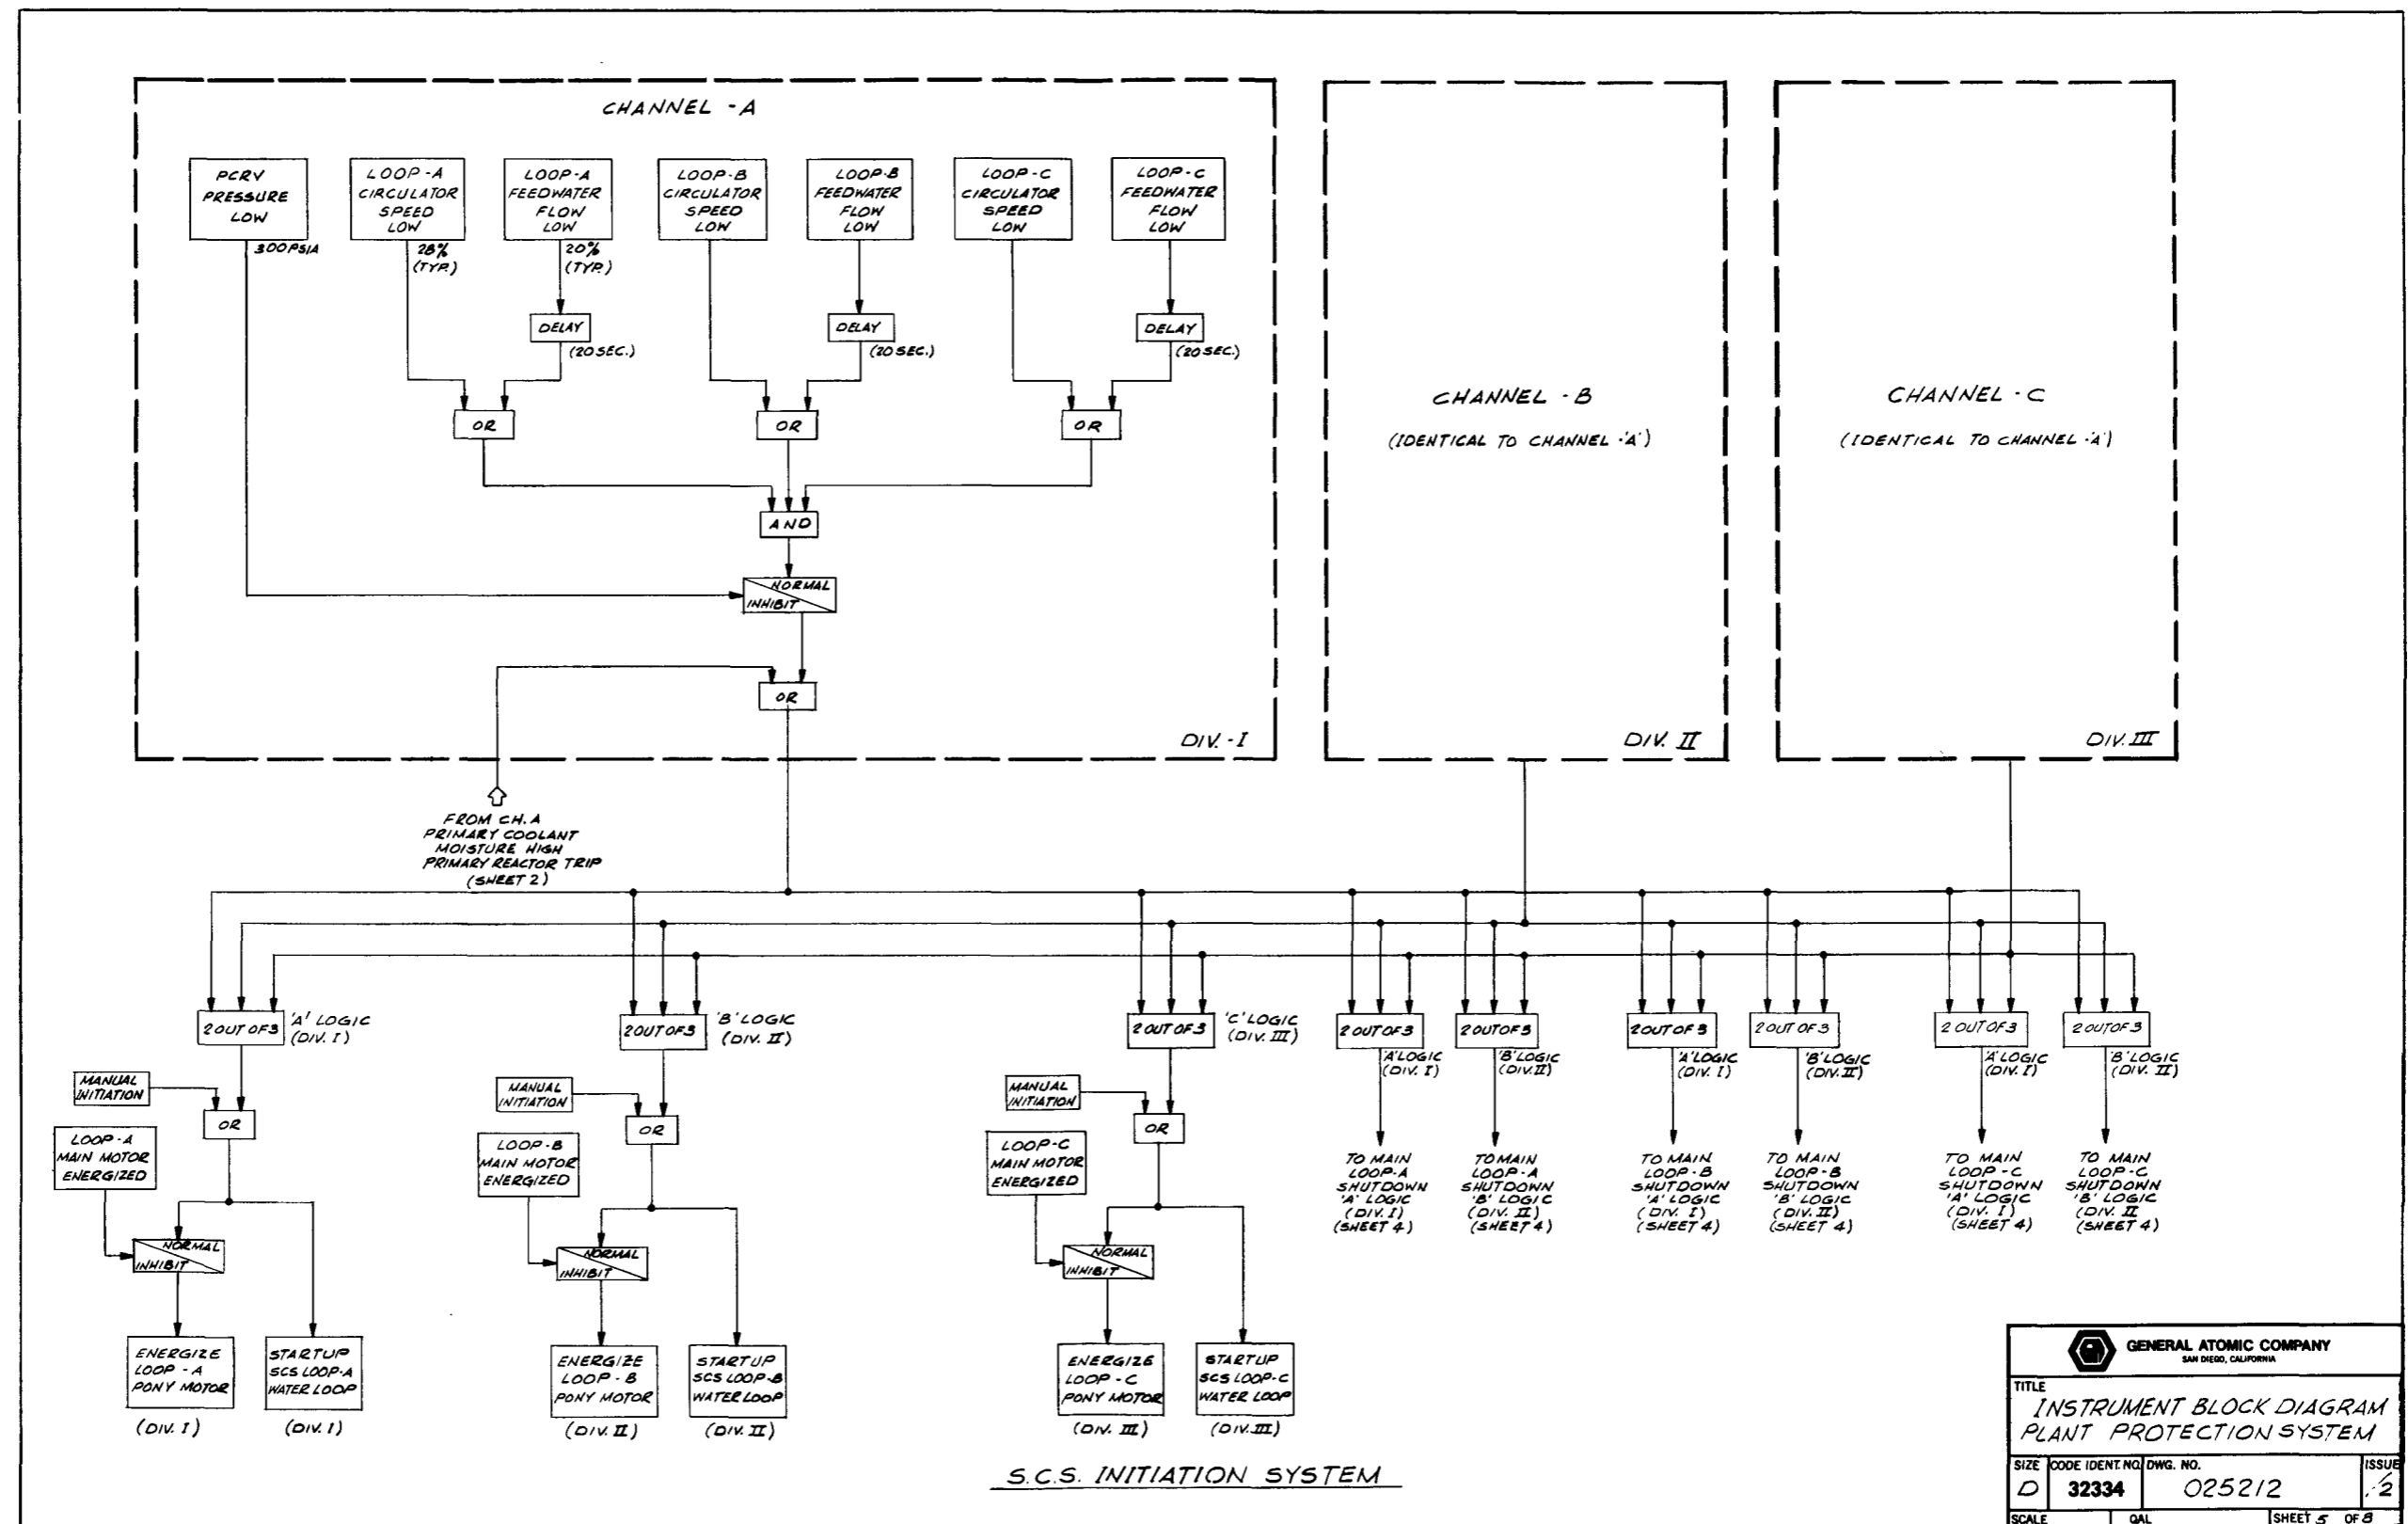 CHANNEL - A
PCRV
PRESSURE
LOW
300 PSIA
LOOP - A
CIRCULATOR
SPEED
LOW
28%
(TYP.)
LOOP-A
FEEDWATER
FLOW
LOW
20%
(TYP.)
LOOP-B
CIRCULATOR
SPEED
LOW
LOOP-B
FEEDWATER
FLOW
LOW
LOOP-C
CIRCULATOR
SPEED
LOW
LOOP-C
FEEDWATER
FLOW
LOW
DELAY
(20 SEC.)
DELAY
(20 SEC.)
DELAY
(20 SEC.)
OR
OR
OR
AND
NORMAL
INHIBIT
OR
DIV. - I
CHANNEL - B
(IDENTICAL TO CHANNEL 'A')
DIV. II
CHANNEL - C
(IDENTICAL TO CHANNEL 'A')
DIV. III
FROM CH. A
PRIMARY COOLANT
MOISTURE HIGH
PRIMARY REACTOR TRIP
(SHEET 2)
2 OUT OF 3
'A' LOGIC
(DIV. I)
2 OUT OF 3
'B' LOGIC
(DIV. II)
2 OUT OF 3
'C' LOGIC
(DIV. III)
2 OUT OF 3
'A' LOGIC
(DIV. I)
2 OUT OF 3
'B' LOGIC
(DIV. II)
2 OUT OF 3
'A' LOGIC
(DIV. I)
2 OUT OF 3
'B' LOGIC
(DIV. II)
2 OUT OF 3
'A' LOGIC
(DIV. I)
2 OUT OF 3
'B' LOGIC
(DIV. II)
MANUAL
INITIATION
OR
LOOP - A
MAIN MOTOR
ENERGIZED
NORMAL
INHIBIT
ENERGIZE
LOOP - A
PONY MOTOR
(DIV. I)
STARTUP
SCS LOOP-A
WATER LOOP
(DIV. I)
MANUAL
INITIATION
OR
LOOP - B
MAIN MOTOR
ENERGIZED
NORMAL
INHIBIT
ENERGIZE
LOOP - B
PONY MOTOR
(DIV. II)
STARTUP
SCS LOOP-B
WATER LOOP
(DIV. II)
MANUAL
INITIATION
OR
LOOP - C
MAIN MOTOR
ENERGIZED
NORMAL
INHIBIT
ENERGIZE
LOOP - C
PONY MOTOR
(DIV. III)
STARTUP
SCS LOOP-C
WATER LOOP
(DIV. III)
TO MAIN
LOOP-A
SHUTDOWN
'A' LOGIC
(DIV. I)
(SHEET 4)
TO MAIN
LOOP-A
SHUTDOWN
'B' LOGIC
(DIV. II)
(SHEET 4)
TO MAIN
LOOP-B
SHUTDOWN
'A' LOGIC
(DIV. I)
(SHEET 4)
TO MAIN
LOOP-B
SHUTDOWN
'B' LOGIC
(DIV. II)
(SHEET 4)
TO MAIN
LOOP-C
SHUTDOWN
'A' LOGIC
(DIV. I)
(SHEET 4)
TO MAIN
LOOP-C
SHUTDOWN
'B' LOGIC
(DIV. II
(SHEET 4)
S.C.S. INITIATION SYSTEM
GENERAL ATOMIC COMPANY
SAN DIEGO, CALIFORNIA
TITLE
INSTRUMENT BLOCK DIAGRAM
PLANT PROTECTION SYSTEM
SIZE CODE IDENT. NO. DWG. NO. ISSUE
D 32334 025212
SCALE QAL SHEET 5 OF 8